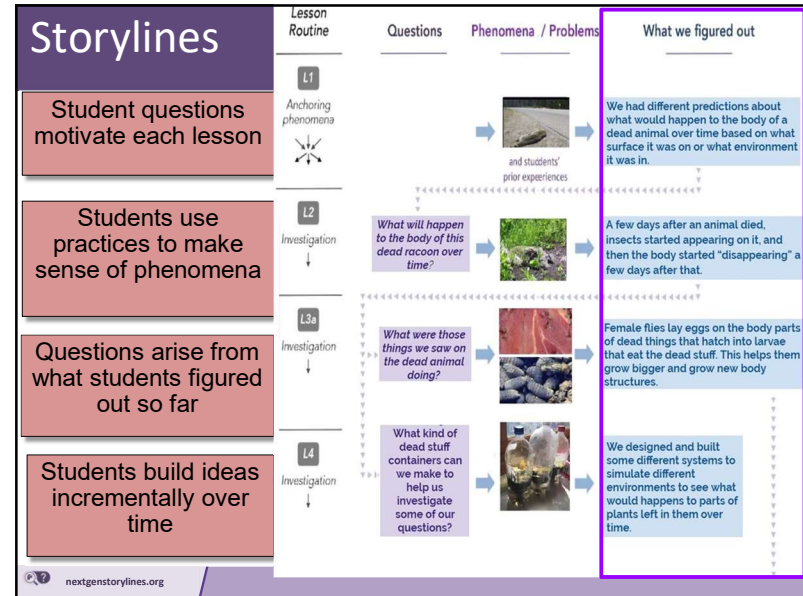 Storylines
Student questions
motivate each lesson
Students use
practices to make
sense of phenomena
Questions arise from
what students figured
out so far
Students build ideas
incrementally over
time
nextgenstorylines.org
Lesson
Routine
Questions
Phenomena / Problems
What we figured out
L1
Anchoring
phenomena
and stucdents'
prior experiences
We had different predictions about
what would happen to the body of a
dead animal over time based on what
surface it was on or what environment
it was in.
L2
Investigation
What will happen
to the body of this
dead racoon over
time?
A few days after an animal died,
insects started appearing on it, and
then the body started “disappearing” a
few days after that.
L3a
Investigation
What were those
things we saw on
the dead animal
doing?
Female flies lay eggs on the body parts
of dead things that hatch into larvae
that eat the dead stuff. This helps them
grow bigger and grow new body
structures.
L4
Investigation
What kind of
dead stuff
containers can
we make to
help us
investigate
some of our
questions?
We designed and built
some different systems to
simulate different
environments to see what
would happens to parts of
plants left in them over
time.